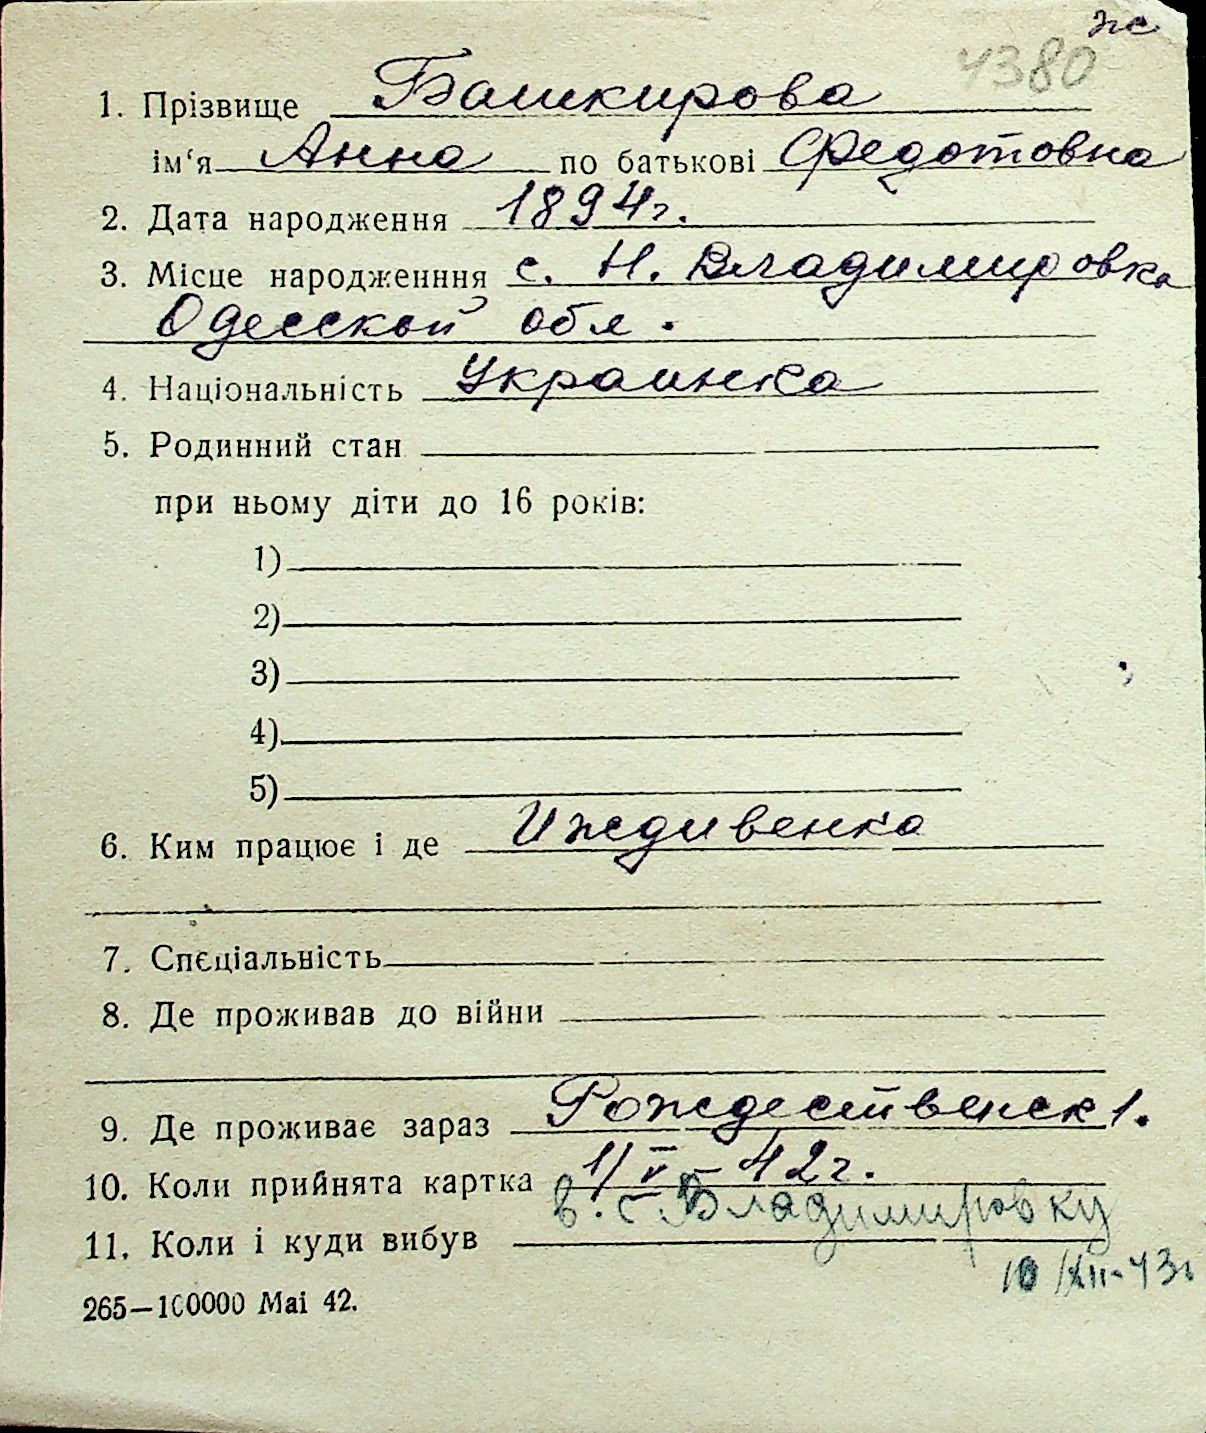 жс
4380
1. Прізвище Башкирова
ім‘я Анна по батькові Федотовна
2. Дата народження 1894 г.
3. Місце народженння с. Н. Владимировка
Одесской обл.
4. Національність Украинка
5. Родинний стан
при ньому діти до 16 років:
1)
2)
3)
4)
5)
6. Ким працює і де Иждивенка
7. Спеціальність
8. Де проживав до війни
9. Де проживає зараз Рождественск 1.
10. Коли прийнята картка 1/V – 42 г.
в. с Владимировку
11. Коли і куди вибув
10/XII-43г
265—100000 Mai 42.